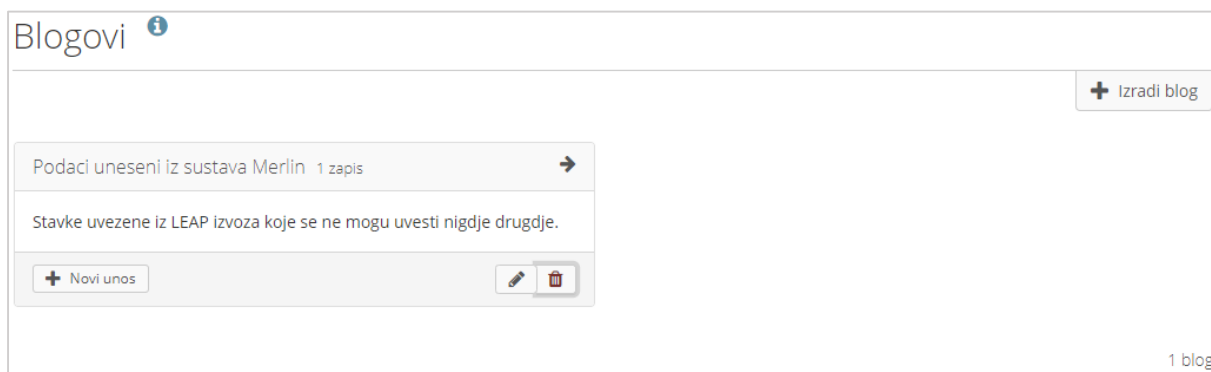 Blogovi
Izradi blog
Podaci uneseni iz sustava Merlin 1 zapis
Stavke uvezene iz LEAP izvoza koje se ne mogu uvesti nigdje drugdje.
Novi unos
1 blog